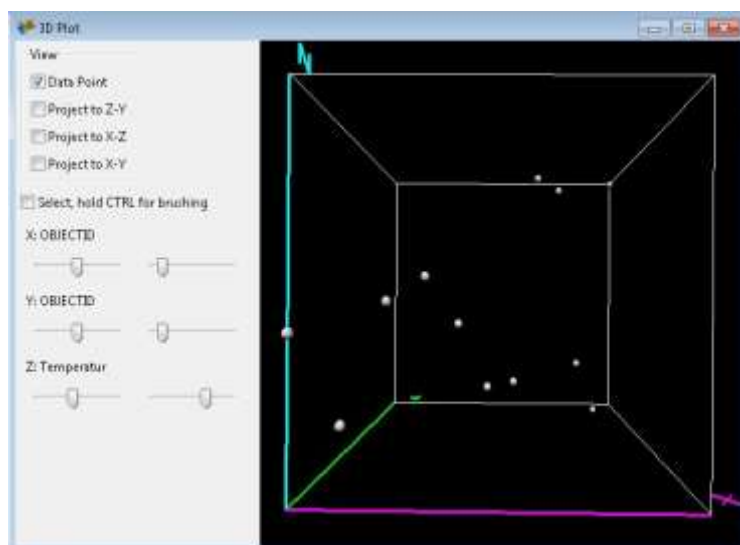 3D Plot
View
Data Point
Project to Z-Y
Project to X-Z
Project to X-Y
Select, hold CTRL for brushing
X: OBJECTID
Y: OBJECTID
Z: Temperatur